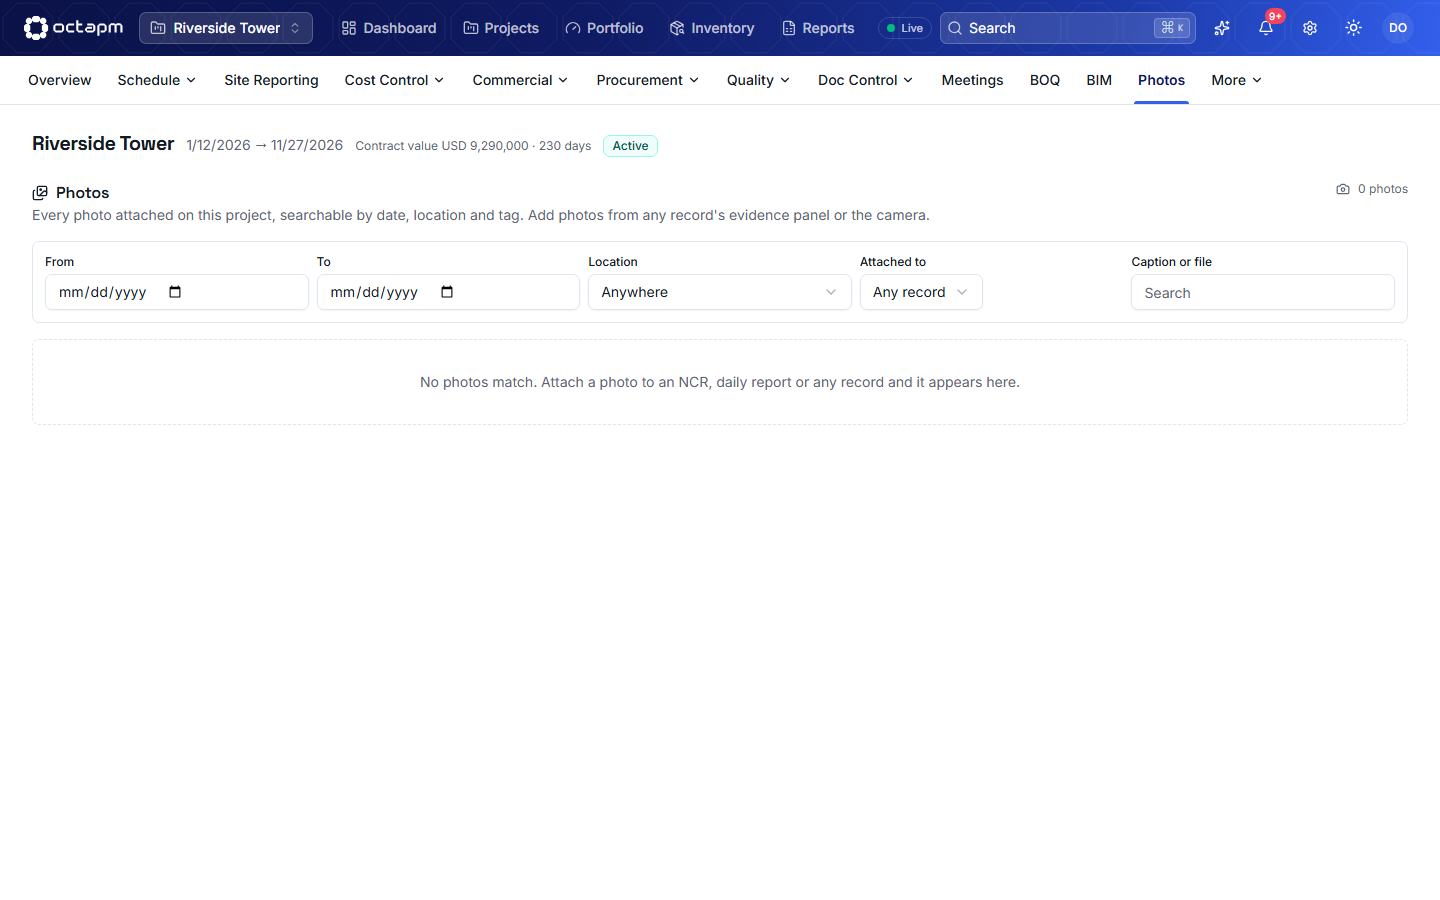 octapm Riverside Tower Dashboard Projects Portfolio Inventory Reports Live Search ⌘ K 9+ DO
Overview Schedule Site Reporting Cost Control Commercial Procurement Quality Doc Control Meetings BOQ BIM Photos More
Riverside Tower 1/12/2026 → 11/27/2026 Contract value USD 9,290,000 · 230 days Active
Photos 0 photos
Every photo attached on this project, searchable by date, location and tag. Add photos from any record's evidence panel or the camera.
From To Location Attached to Caption or file
mm/dd/yyyy mm/dd/yyyy Anywhere Any record Search
No photos match. Attach a photo to an NCR, daily report or any record and it appears here.